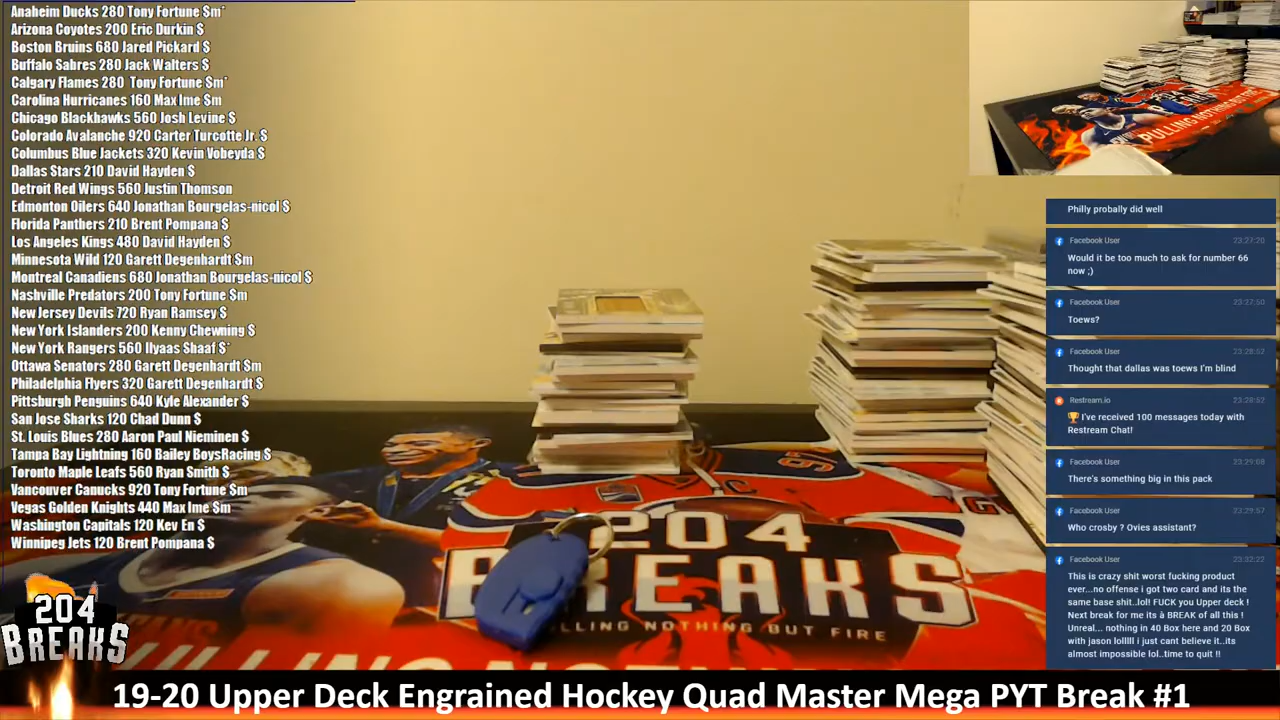 Anaheim Ducks 280 Tony Fortune $m*
Arizona Coyotes 200 Eric Durkin $
Boston Bruins 680 Jared Pickard $
Buffalo Sabres 280 Jack Walters $
Calgary Flames 280 Tony Fortune $m*
Carolina Hurricanes 160 Max Ime $m
Chicago Blackhawks 560 Josh Levine $
Colorado Avalanche 920 Carter Turcotte Jr. $
Columbus Blue Jackets 320 Kevin Vobeyda $
Dallas Stars 210 David Hayden $
Detroit Red Wings 560 Justin Thomson
Edmonton Oilers 640 Jonathan Bourgelas-nicol $
Florida Panthers 210 Brent Pompana $
Los Angeles Kings 480 David Hayden $
Minnesota Wild 120 Garett Degenhardt $m
Montreal Canadiens 680 Jonathan Bourgelas-nicol $
Nashville Predators 200 Tony Fortune $m
New Jersey Devils 720 Ryan Ramsey $
New York Islanders 200 Kenny Chewning $
New York Rangers 560 Ilyaas Shaaf $*
Ottawa Senators 280 Garett Degenhardt $m
Philadelphia Flyers 320 Garett Degenhardt $
Pittsburgh Penguins 640 Kyle Alexander $
San Jose Sharks 120 Chad Dunn $
St. Louis Blues 280 Aaron Paul Nieminen $
Tampa Bay Lightning 160 Bailey BoysRacing $
Toronto Maple Leafs 560 Ryan Smith $
Vancouver Canucks 920 Tony Fortune $m
Vegas Golden Knights 440 Max Ime $m
Washington Capitals 120 Kev En $
Winnipeg Jets 120 Brent Pompana $
204
BREAKS
PULLING NOTHING BUT
204
BREAKS
LLING NOTHING BUT FIRE
Philly probally did well
Facebook User 23:27:20
Would it be too much to ask for number 66
now ;)
Facebook User 23:27:50
Toews?
Facebook User 23:28:52
Thought that dallas was toews I'm blind
Restream.io 23:28:52
🏆I've received 100 messages today with
Restream Chat!
Facebook User 23:29:08
There's something big in this pack
Facebook User 23:29:57
Who crosby ? Ovies assistant?
Facebook User 23:32:22
This is crazy shit worst fucking product
ever...no offense i got two card and its the
same base shit..lol! FUCK you Upper deck !
Next break for me its à BREAK of all this !
Unreal... nothing in 40 Box here and 20 Box
with jason lolllll i just cant believe it..its
almost impossible lol..time to quit !!
19-20 Upper Deck Engrained Hockey Quad Master Mega PYT Break #1